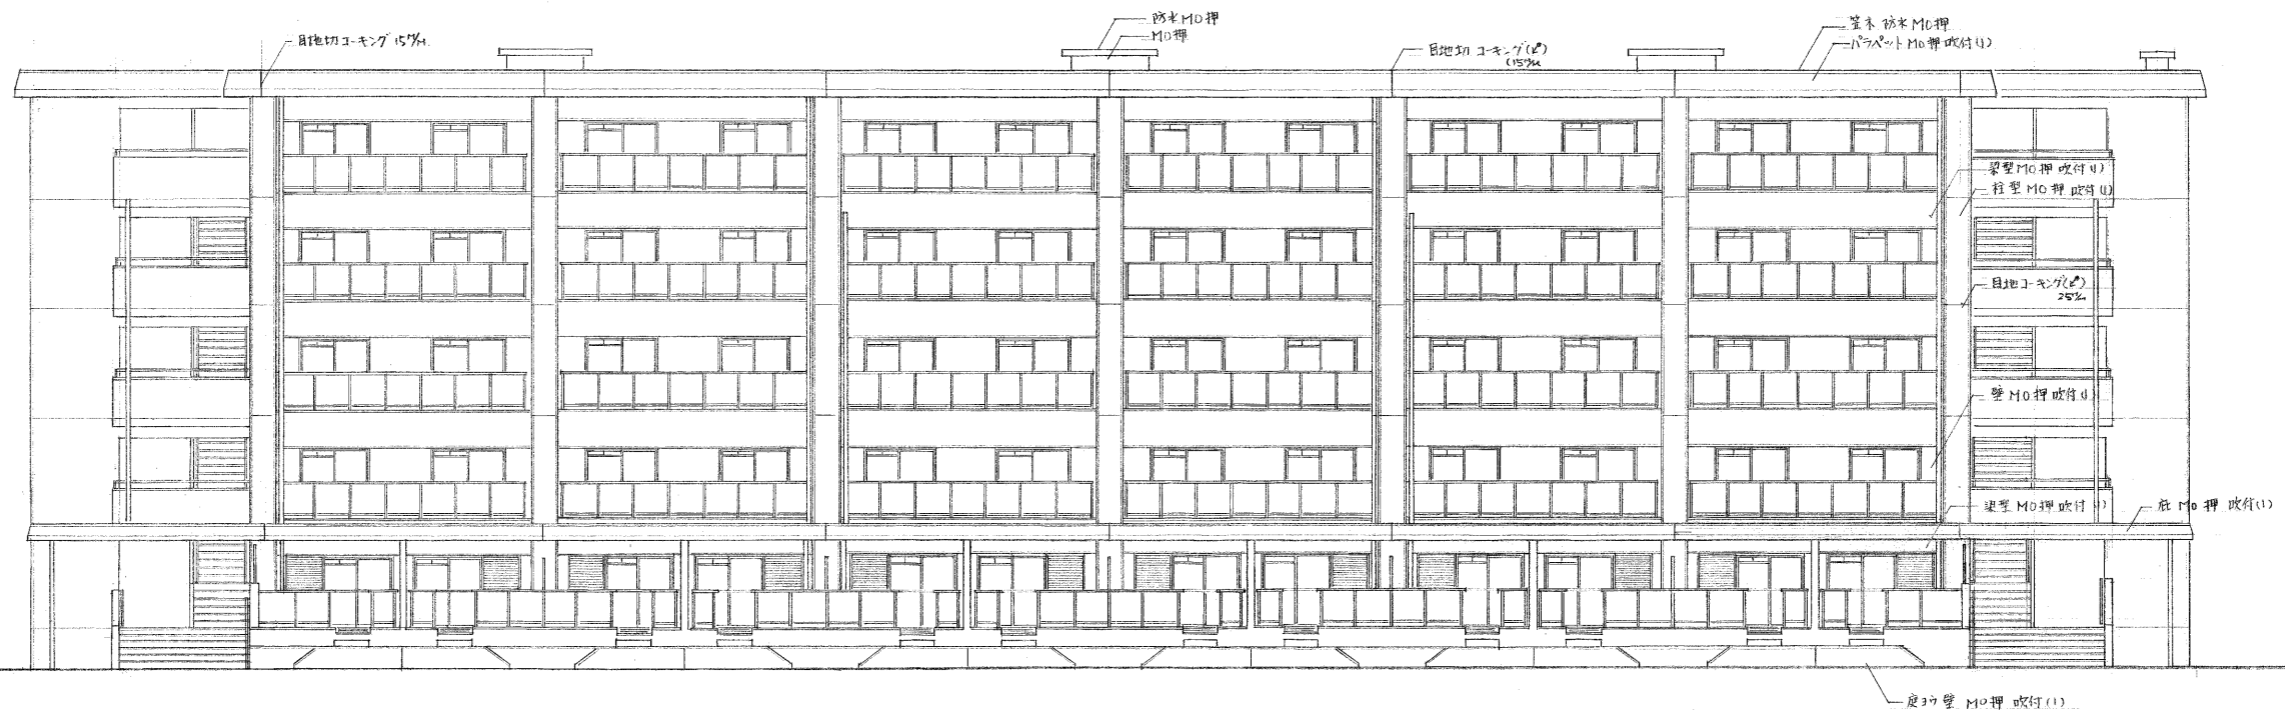 目地切コーキング 15m/m
防水MO押
MO押
目地切 コーキング(ピ)
(15m/m
笠木 防水 MO押
パラペット MO押 吹付(1)
梁型 MO押 吹付(1)
柱型 MO押 吹付(1)
目地コーキング(ピ)
25m/m
壁 MO押 吹付(1)
梁型 MO押 吹付(1)
庇 MO押 吹付(1)
庭ヨウ壁 MO押 吹付(1)